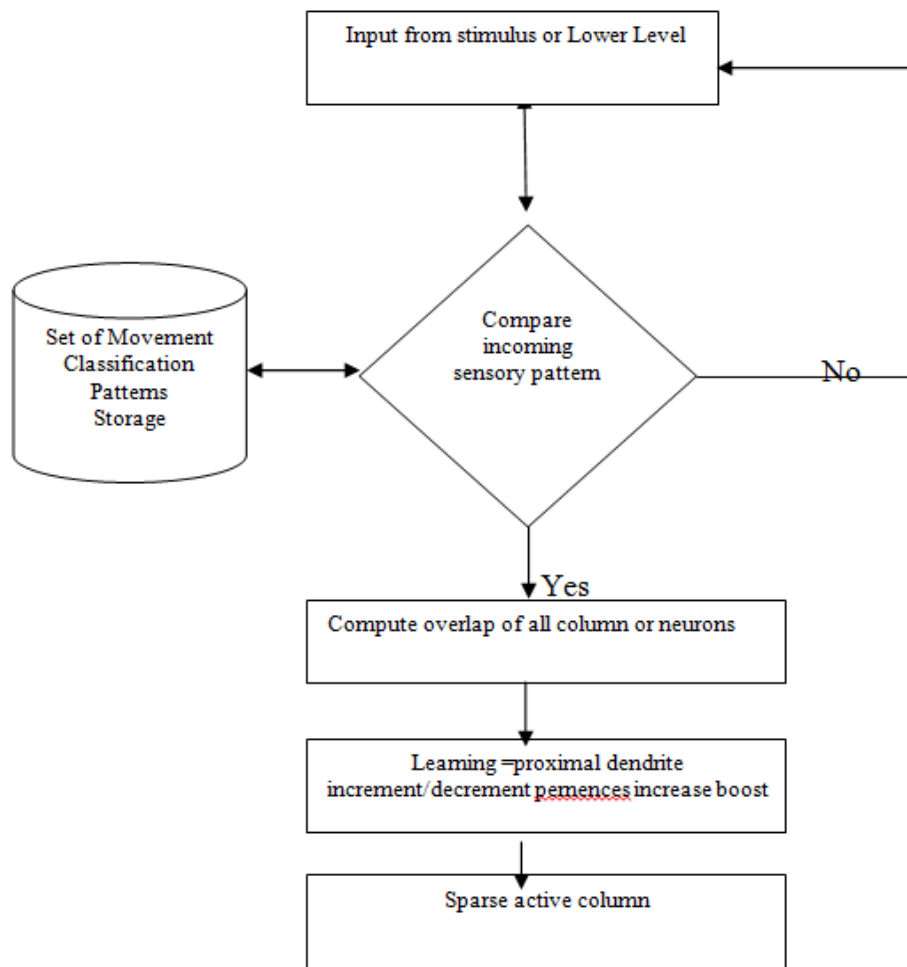 Input from stimulus or Lower Level
Set of Movement
Classification
Patterns
Storage
Compare
incoming
sensory pattern
No
Yes
Compute overlap of all column or neurons
Learning =proximal dendrite
increment/decrement pemences increase boost
Sparse active column